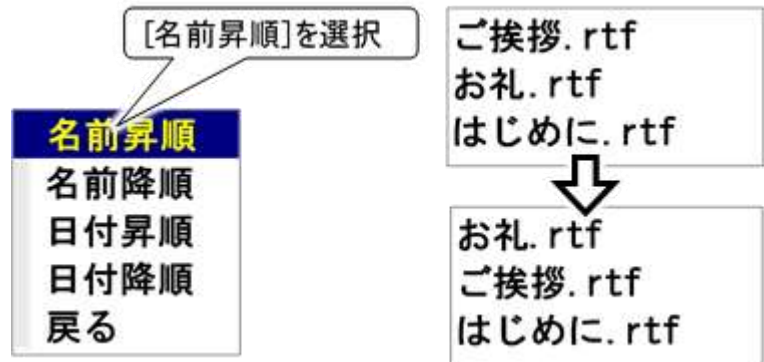 [名前昇順]を選択
名前昇順
名前降順
日付昇順
日付降順
戻る
ご挨拶.rtf
お礼.rtf
はじめに.rtf
お礼.rtf
ご挨拶.rtf
はじめに.rtf